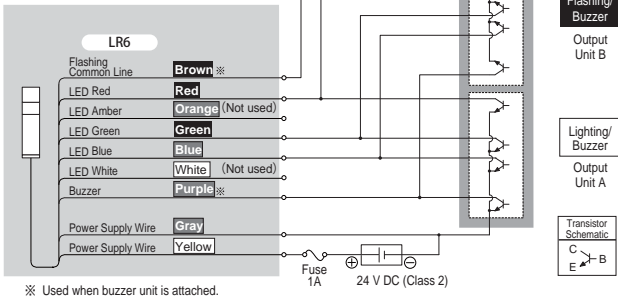 Flashing/
Buzzer
Output
Unit B
LR6
Flashing
Common Line
Brown ※
LED Red
Red
LED Amber
Orange (Not used)
LED Green
Green
LED Blue
Blue
LED White
White (Not used)
Buzzer
Purple ※
Power Supply Wire
Gray
Power Supply Wire
Yellow
Fuse
1A
⊕ ⊖
24 V DC (Class 2)
※ Used when buzzer unit is attached.
Lighting/
Buzzer
Output
Unit A
Transistor
Schematic
C
B
E